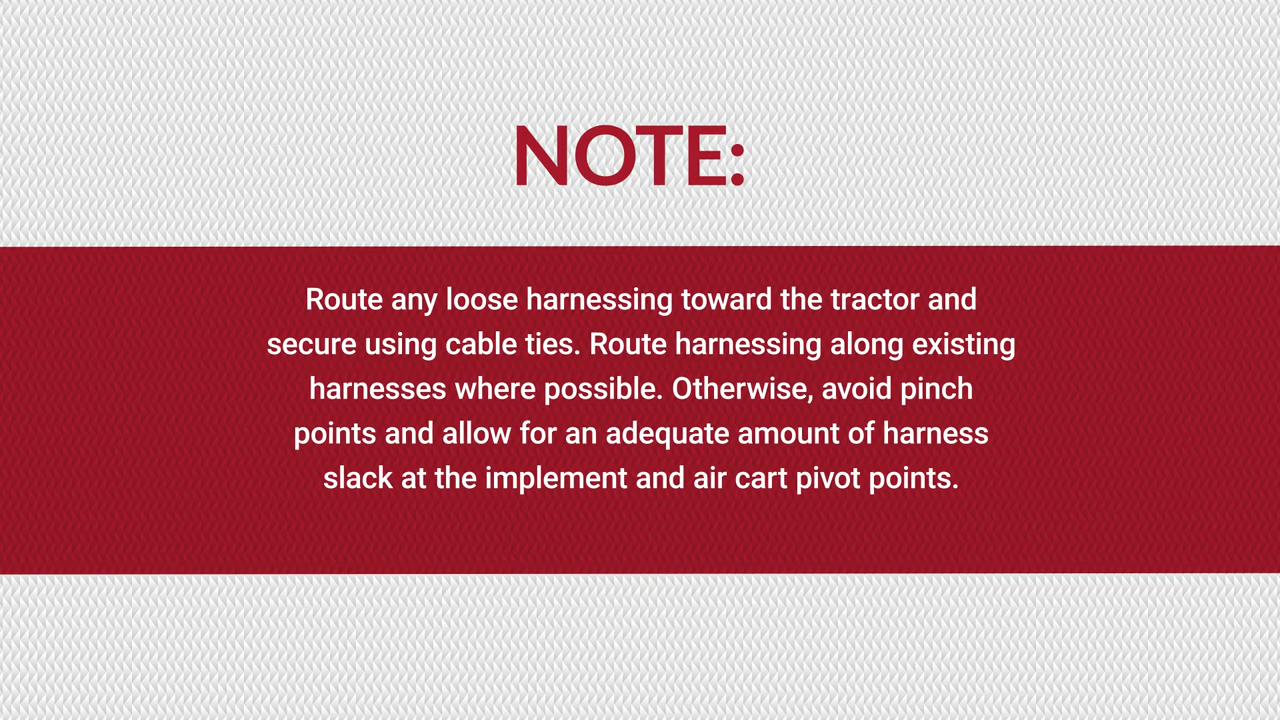 NOTE:
Route any loose harnessing toward the tractor and
secure using cable ties. Route harnessing along existing
harnesses where possible. Otherwise, avoid pinch
points and allow for an adequate amount of harness
slack at the implement and air cart pivot points.